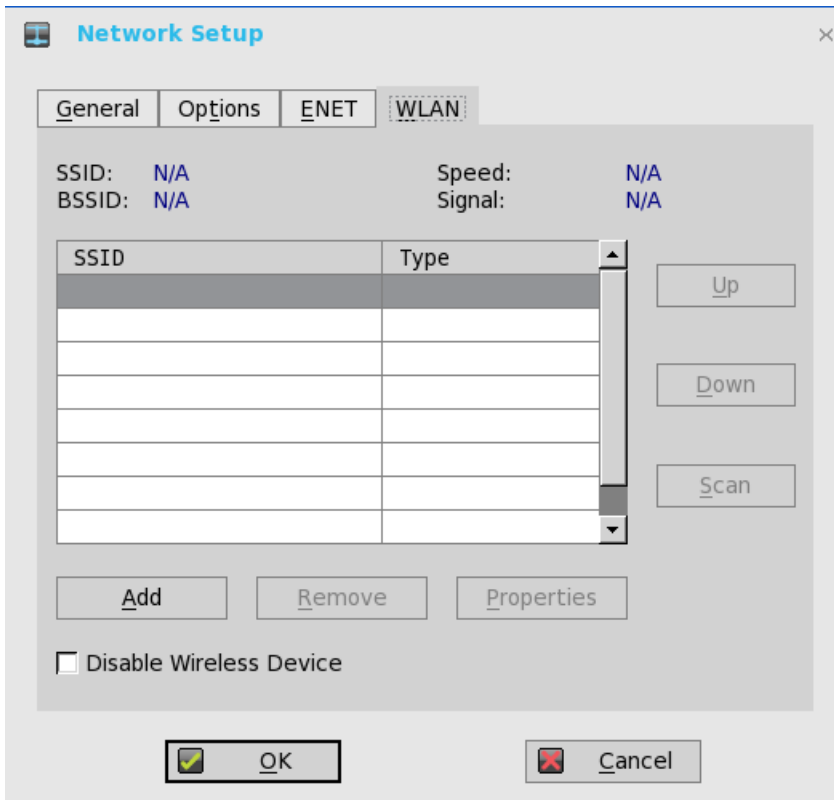 Network Setup
General Options ENET WLAN
SSID: N/A Speed: N/A
BSSID: N/A Signal: N/A
SSID Type
Up
Down
Scan
Add Remove Properties
Disable Wireless Device
OK Cancel